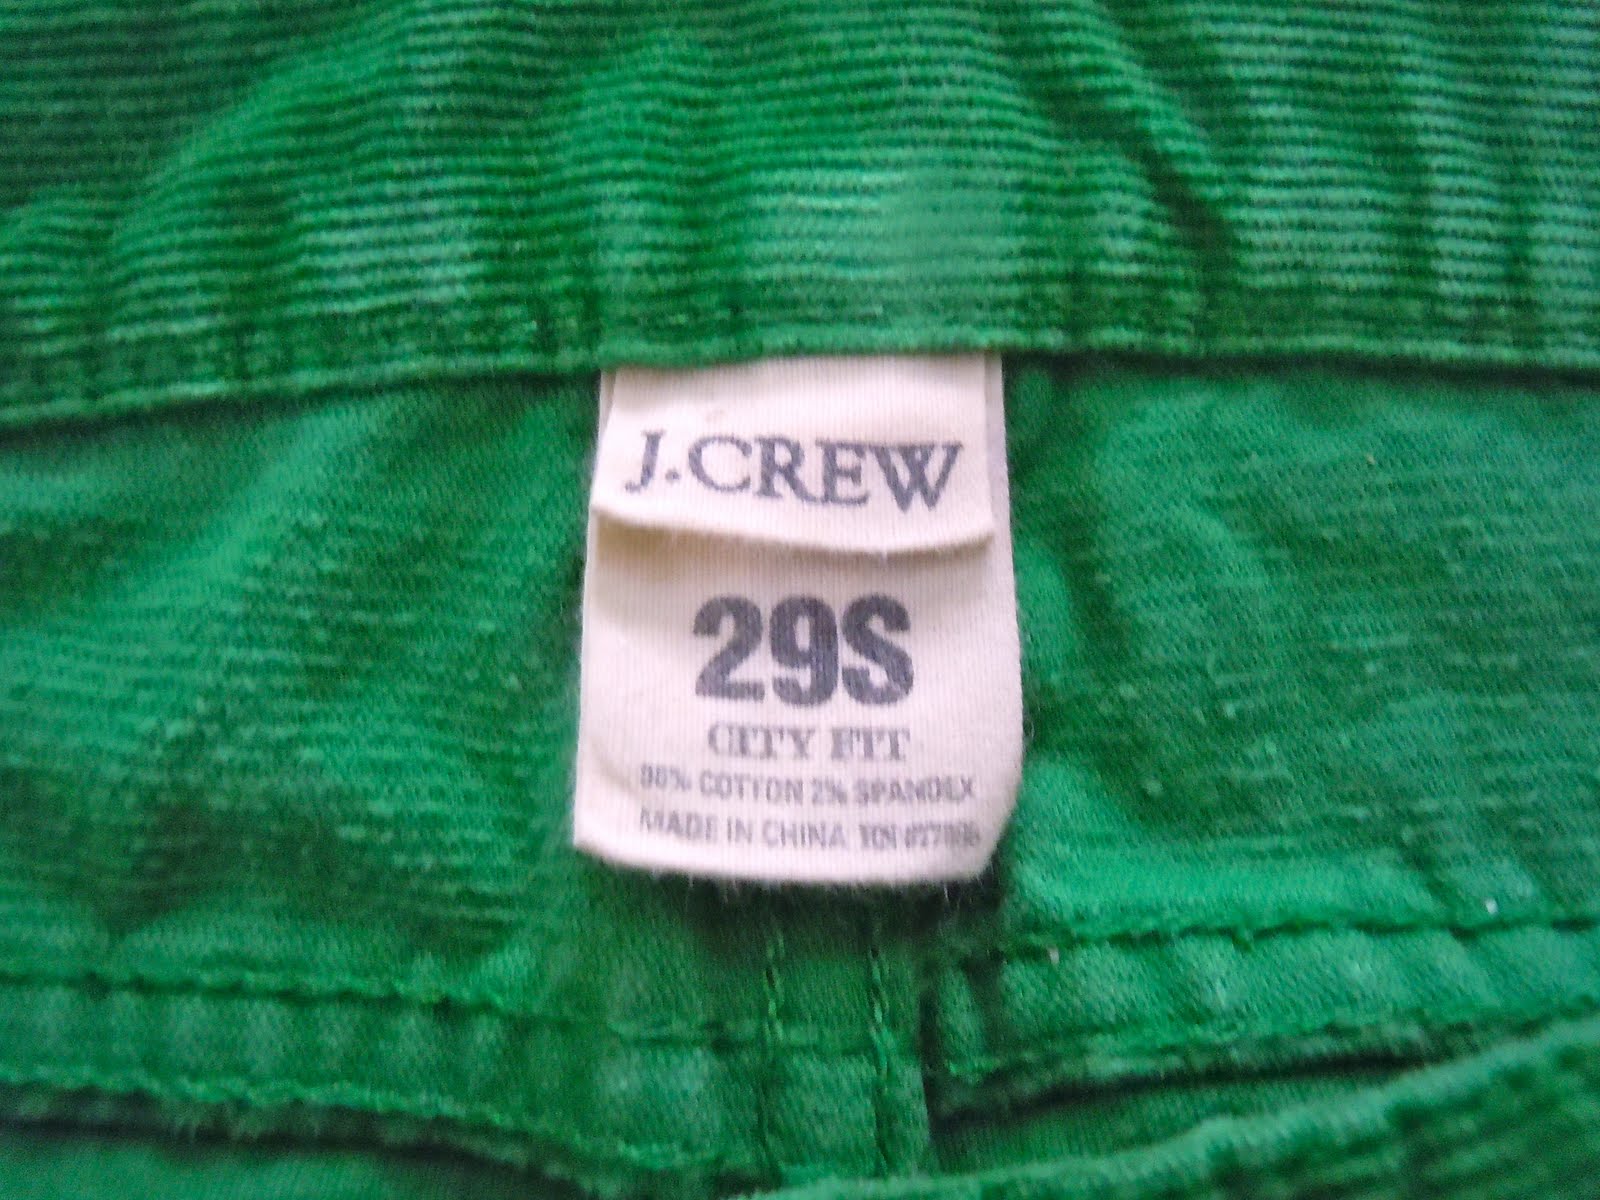 J.CREW
29S
CITY FIT
98% COTTON 2% SPANDEX
MADE IN CHINA